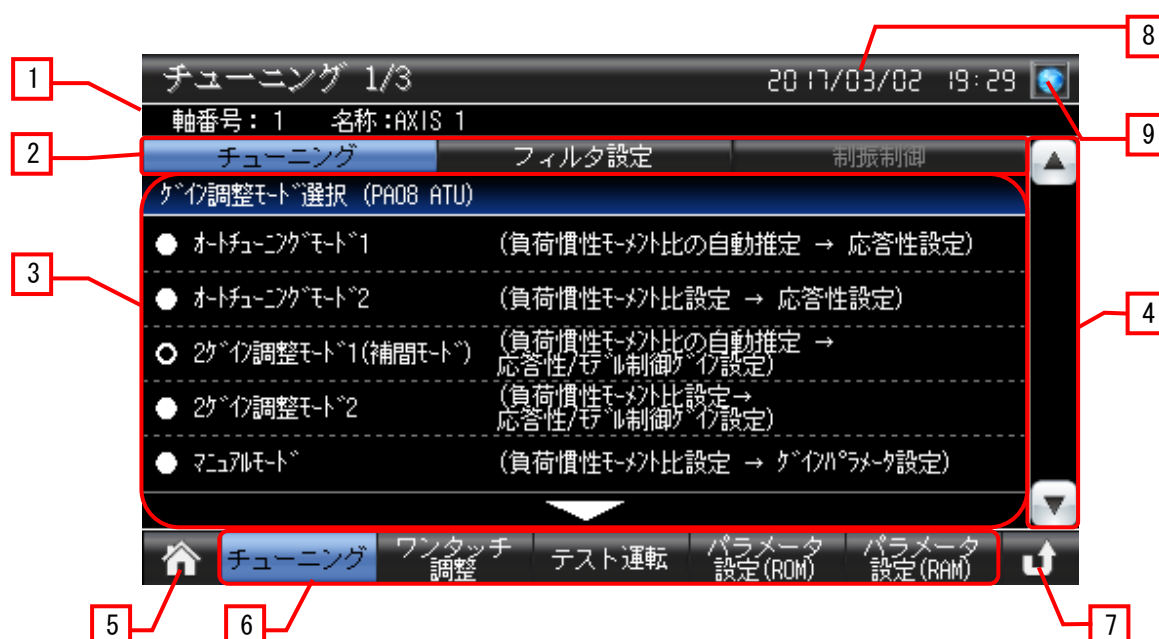 8
チューニング 1/3 2017/03/02 19:29
1
軸番号: 1 名称:AXIS 1
9
2
チューニング フィルタ設定 制振制御
ｹﾞｲﾝ調整ﾓｰﾄﾞ選択 (PA08 ATU)
ｵｰﾄﾁｭｰﾆﾝｸﾞﾓｰﾄﾞ1 (負荷慣性ﾓｰﾒﾝﾄ比の自動推定 → 応答性設定)
3
ｵｰﾄﾁｭｰﾆﾝｸﾞﾓｰﾄﾞ2 (負荷慣性ﾓｰﾒﾝﾄ比設定 → 応答性設定)
4
2ｹﾞｲﾝ調整ﾓｰﾄﾞ1(補間ﾓｰﾄﾞ) (負荷慣性ﾓｰﾒﾝﾄ比の自動推定 →
応答性/ﾓﾃﾞﾙ制御ｹﾞｲﾝ設定)
2ｹﾞｲﾝ調整ﾓｰﾄﾞ2 (負荷慣性ﾓｰﾒﾝﾄ比設定→
応答性/ﾓﾃﾞﾙ制御ｹﾞｲﾝ設定)
ﾏﾆｭｱﾙﾓｰﾄﾞ (負荷慣性ﾓｰﾒﾝﾄ比設定 → ｹﾞｲﾝﾊﾟﾗﾒｰﾀ設定)
チューニング
ワンタッチ
調整
テスト運転
パラメータ
設定(ROM)
パラメータ
設定(RAM)
5
6
7